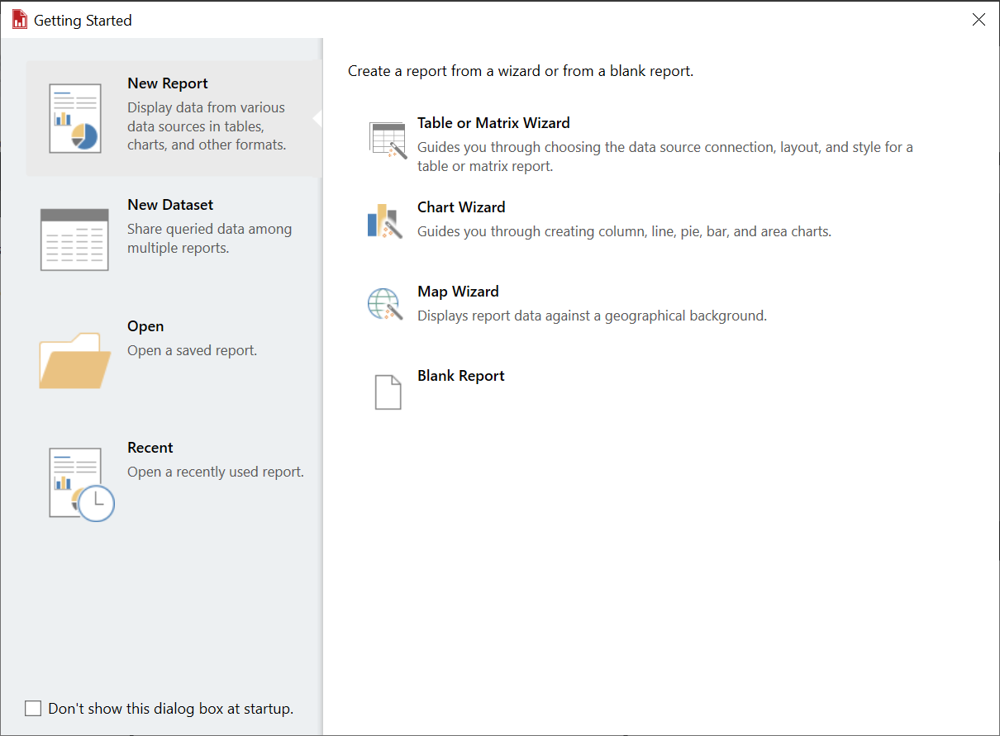 Getting Started
New Report
Display data from various
data sources in tables,
charts, and other formats.
New Dataset
Share queried data among
multiple reports.
Open
Open a saved report.
Recent
Open a recently used report.
Don't show this dialog box at startup.
Create a report from a wizard or from a blank report.
Table or Matrix Wizard
Guides you through choosing the data source connection, layout, and style for a
table or matrix report.
Chart Wizard
Guides you through creating column, line, pie, bar, and area charts.
Map Wizard
Displays report data against a geographical background.
Blank Report